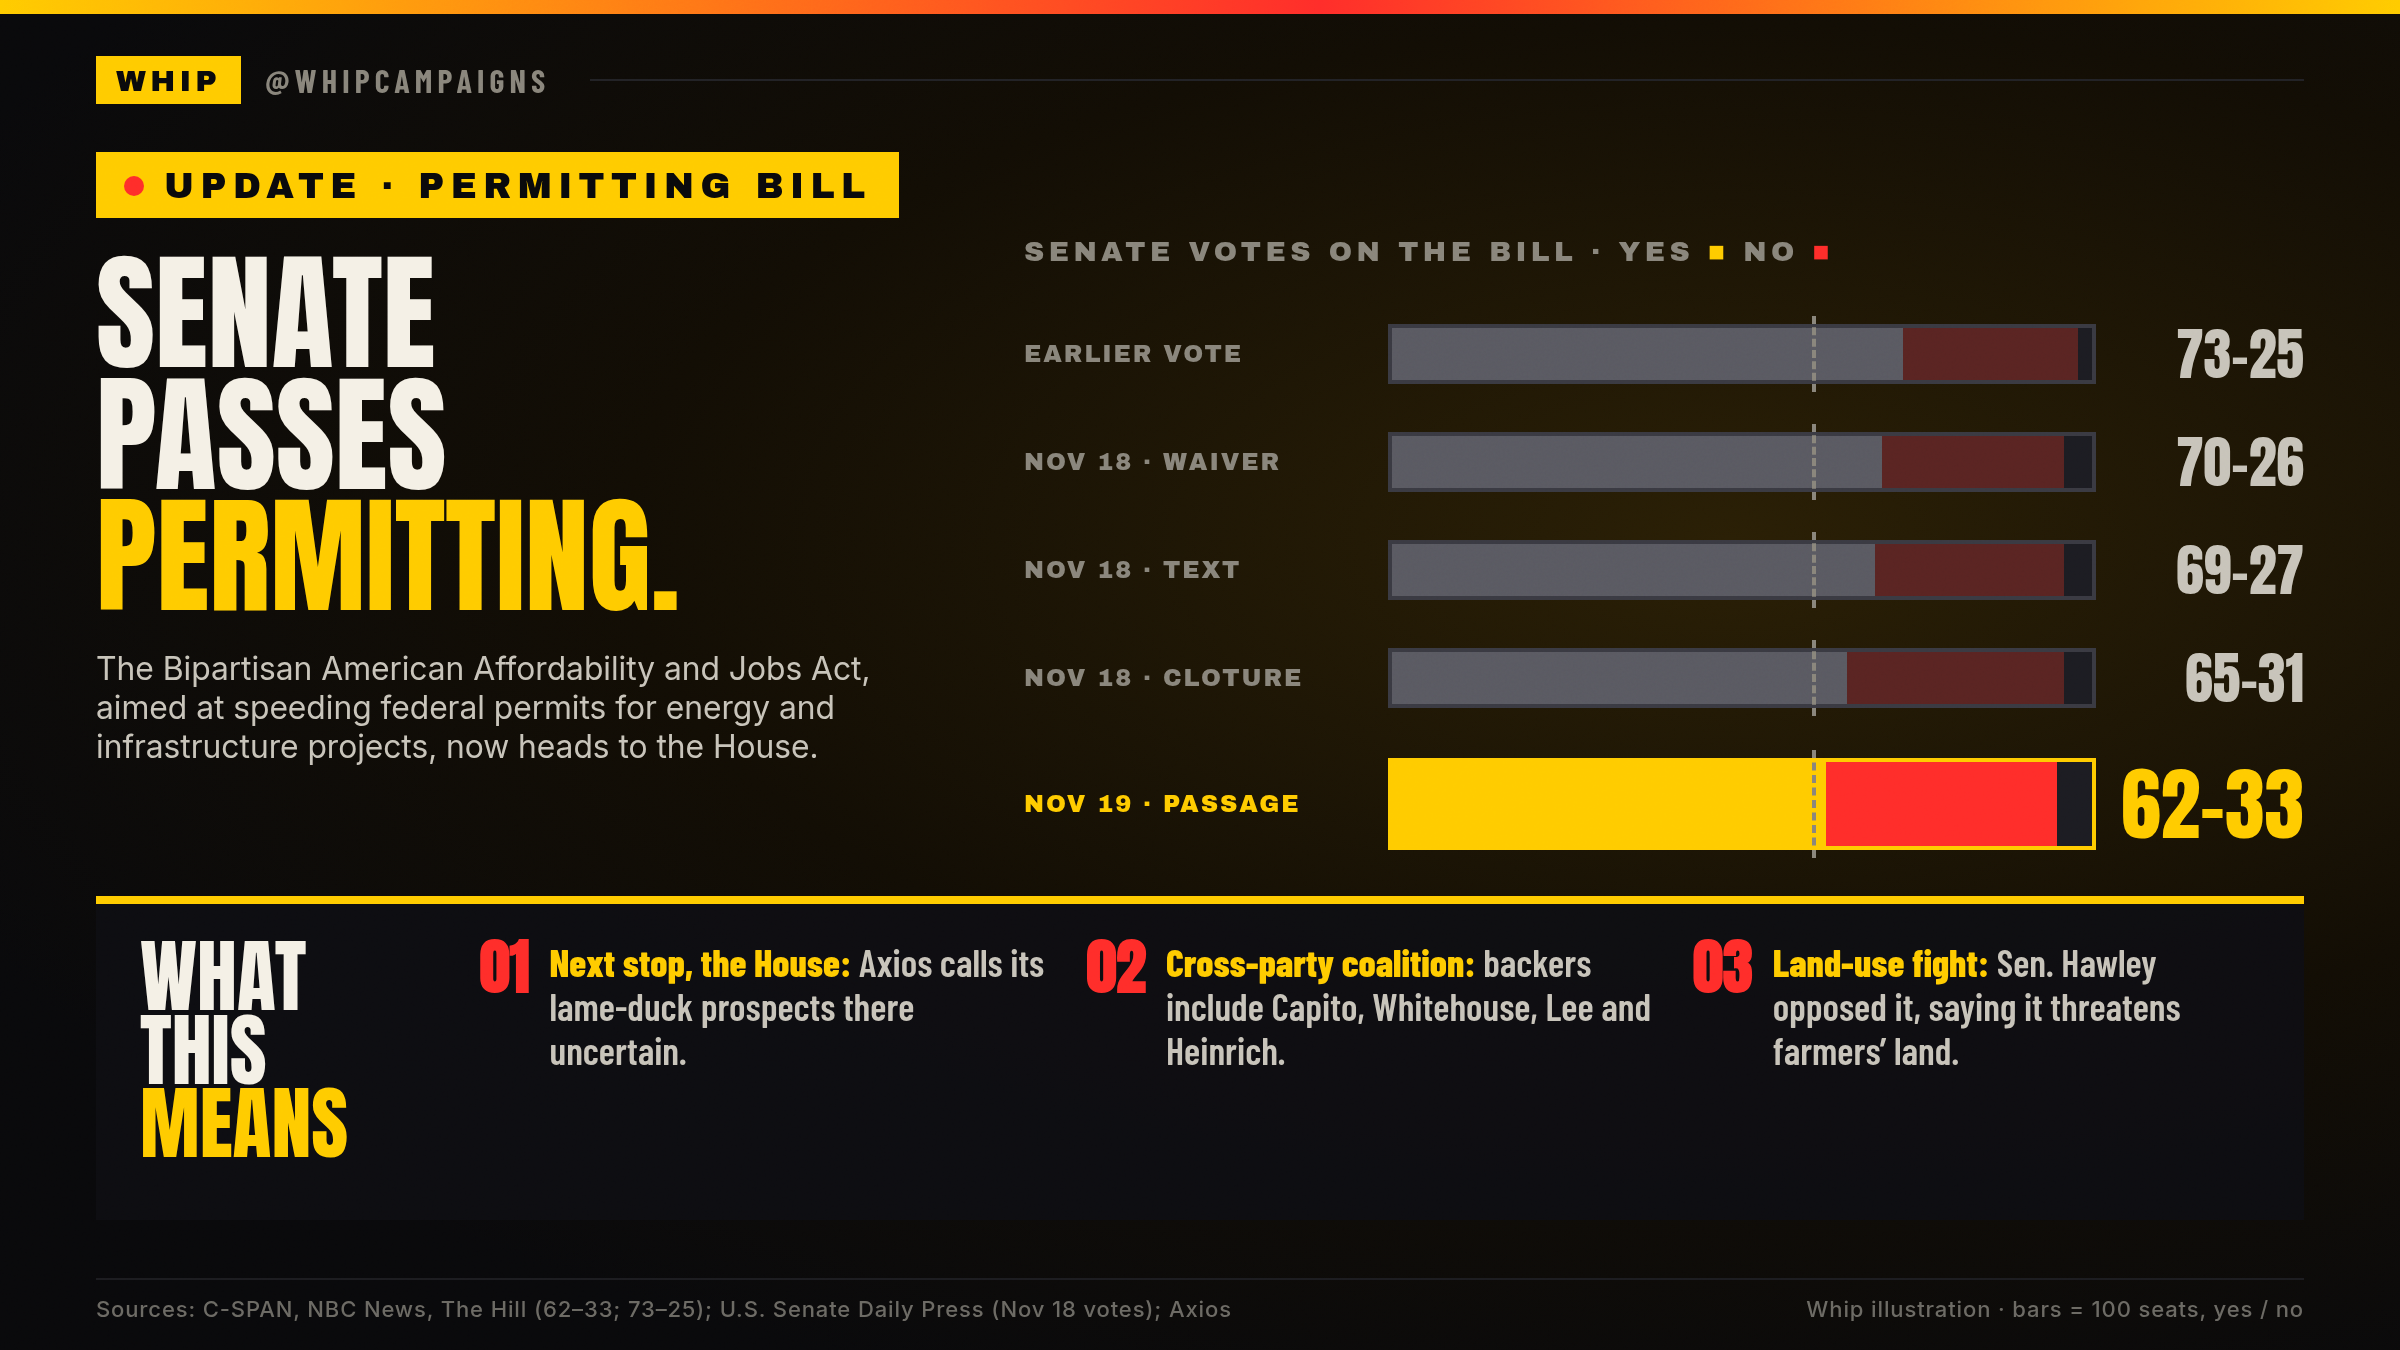 WHIP @WHIPCAMPAIGNS
UPDATE · PERMITTING BILL
SENATE
PASSES
PERMITTING.
The Bipartisan American Affordability and Jobs Act,
aimed at speeding federal permits for energy and
infrastructure projects, now heads to the House.
SENATE VOTES ON THE BILL · YES ■ NO ■
EARLIER VOTE 73–25
NOV 18 · WAIVER 70–26
NOV 18 · TEXT 69–27
NOV 18 · CLOTURE 65–31
NOV 19 · PASSAGE 62–33
WHAT
THIS
MEANS
01 Next stop, the House: Axios calls its
lame-duck prospects there
uncertain.
02 Cross-party coalition: backers
include Capito, Whitehouse, Lee and
Heinrich.
03 Land-use fight: Sen. Hawley
opposed it, saying it threatens
farmers’ land.
Sources: C-SPAN, NBC News, The Hill (62–33; 73–25); U.S. Senate Daily Press (Nov 18 votes); Axios
Whip illustration · bars = 100 seats, yes / no